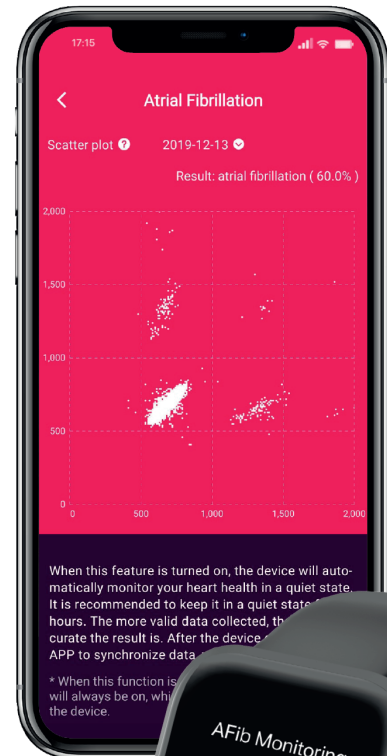 17:15
Atrial Fibrillation
Scatter plot ? 2019-12-13
Result: atrial fibrillation ( 60.0% )
2,000
1,500
1,000
500
0
0 500 1,000 1,500 2,000
When this feature is turned on, the device will auto-
matically monitor your heart health in a quiet state.
It is recommended to keep it in a quiet state
hours. The more valid data collected,
curate the result is. After the device
APP to synchronize data
* When this function is
will always be on,
the device.
AFib Monitoring